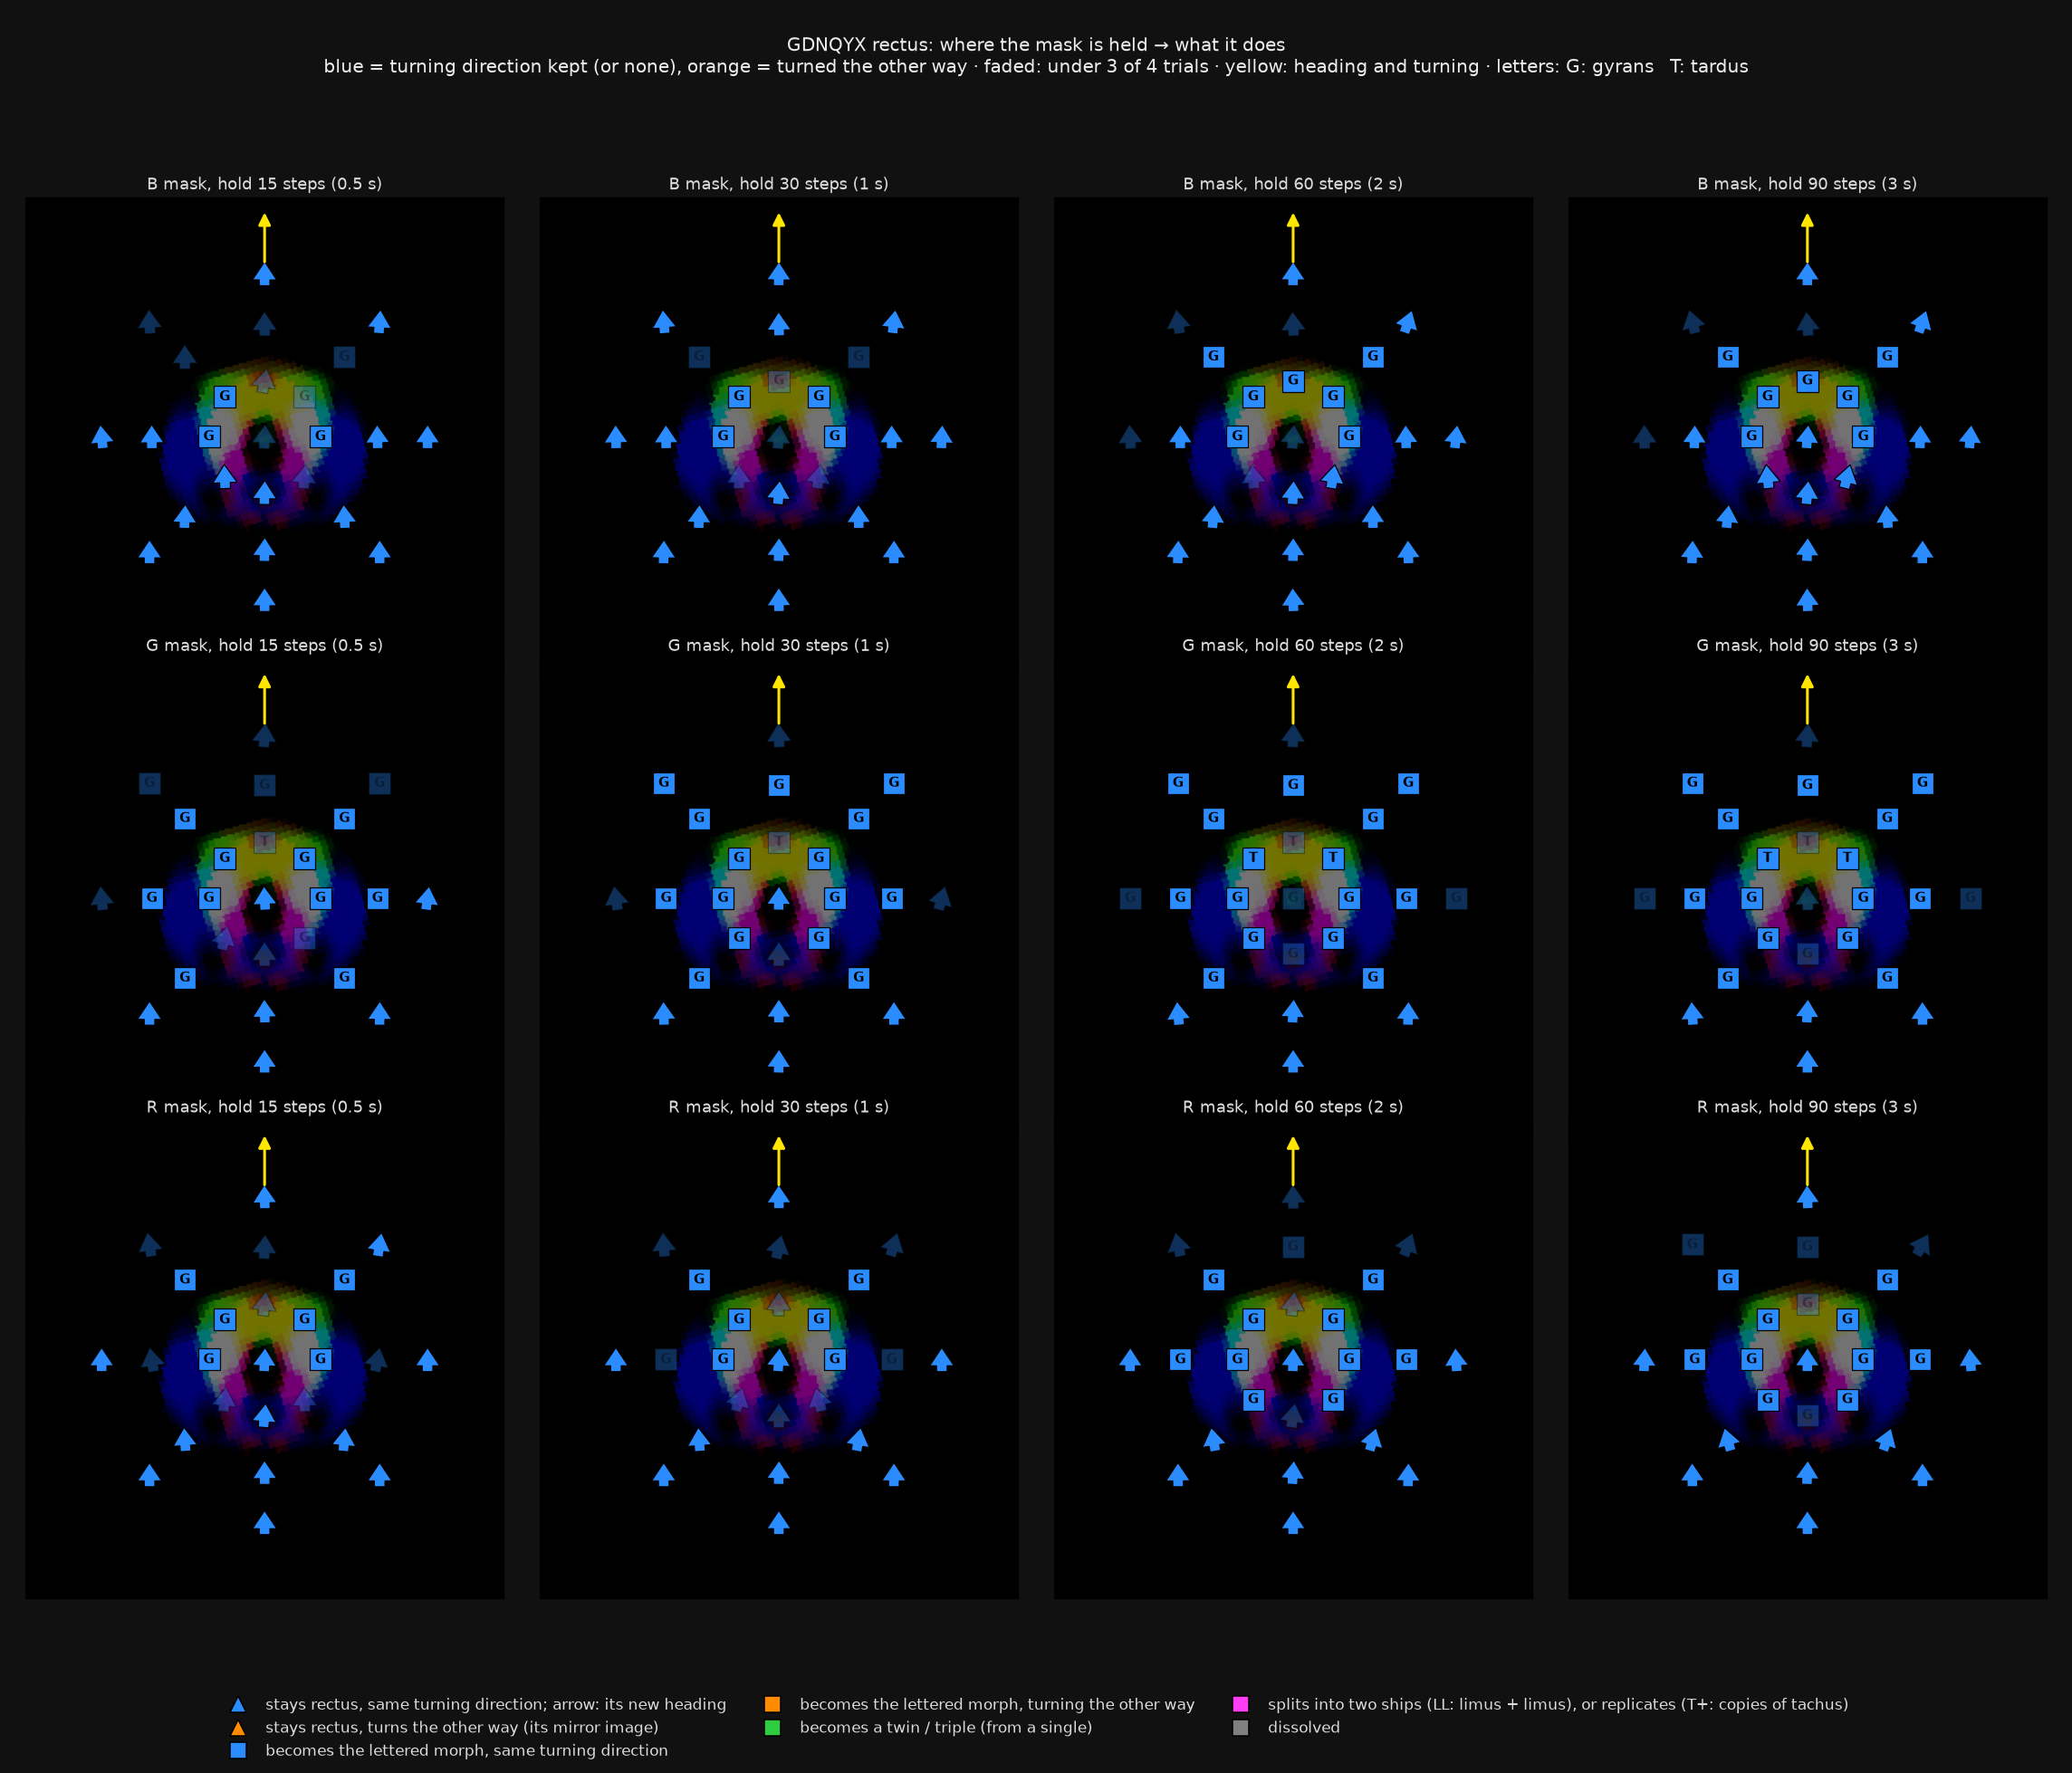 GDNQYX rectus: where the mask is held → what it does
blue = turning direction kept (or none), orange = turned the other way · faded: under 3 of 4 trials · yellow: heading and turning · letters: G: gyrans T: tardus
B mask, hold 15 steps (0.5 s) B mask, hold 30 steps (1 s) B mask, hold 60 steps (2 s) B mask, hold 90 steps (3 s)
G G G G
G G G G G G G G G G
G G G G G G G G
G mask, hold 15 steps (0.5 s) G mask, hold 30 steps (1 s) G mask, hold 60 steps (2 s) G mask, hold 90 steps (3 s)
G G G G G G G G G G G G
G G G G G G G G
T T T T
G G G G T T T T
G G G G G G G G G G G G G G G G G G G G G
G G G G G G G
G G
G G G G G G G G
R mask, hold 15 steps (0.5 s) R mask, hold 30 steps (1 s) R mask, hold 60 steps (2 s) R mask, hold 90 steps (3 s)
G G G
G G G G G G G G
G
G G G G G G G G
G G G G G G G G G G G G G G
G G G G
G
stays rectus, same turning direction; arrow: its new heading
stays rectus, turns the other way (its mirror image)
becomes the lettered morph, same turning direction
becomes the lettered morph, turning the other way
becomes a twin / triple (from a single)
splits into two ships (LL: limus + limus), or replicates (T+: copies of tachus)
dissolved